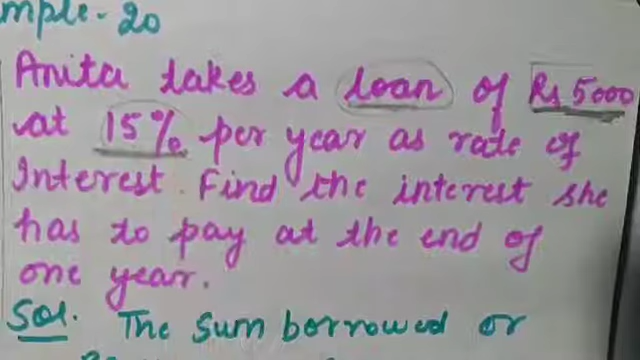 mple-20
Anita takes a loan of Rs 5000
at 15% per year as rate of
Interest. Find the interest she
has to pay at the end of
one year.
Sol. The Sum borrowed or